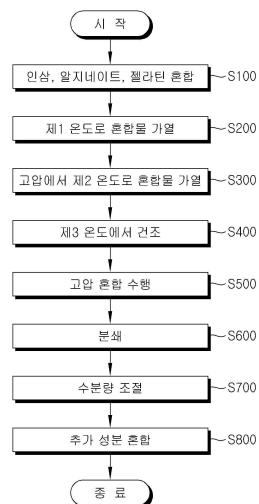 시 작
인삼, 알지네이트, 젤라틴 혼합 S100
제1 온도로 혼합물 가열 S200
고압에서 제2 온도로 혼합물 가열 S300
제3 온도에서 건조 S400
고압 혼합 수행 S500
분쇄 S600
수분량 조절 S700
추가 성분 혼합 S800
종 료